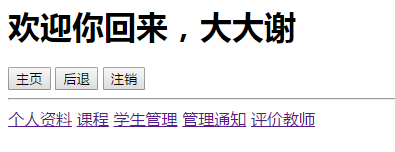 欢迎你回来，大大谢
主页 后退 注销
个人资料 课程 学生管理 管理通知 评价教师